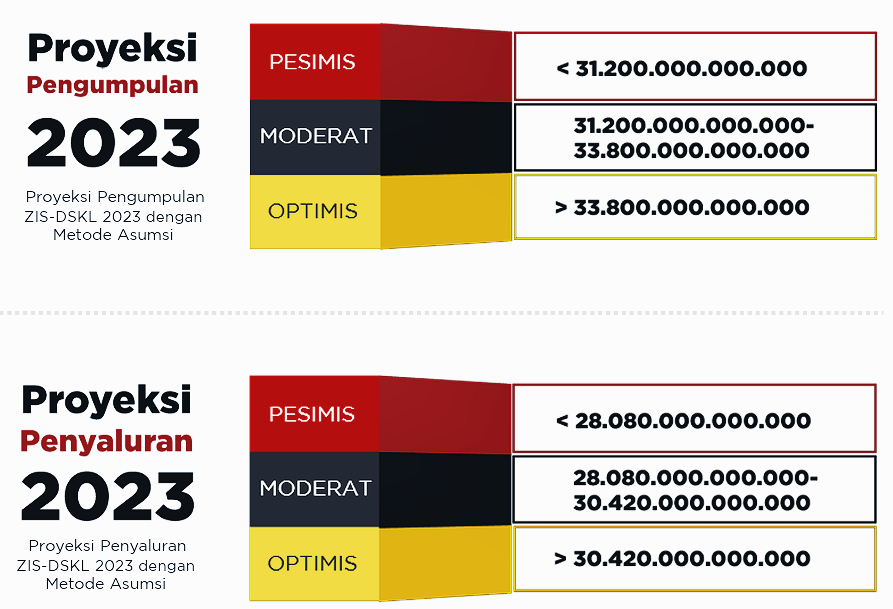 Proyeksi
Pengumpulan
2023
Proyeksi Pengumpulan
ZIS-DSKL 2023 dengan
Metode Asumsi
PESIMIS
< 31.200.000.000.000
MODERAT
31.200.000.000.000-
33.800.000.000.000
OPTIMIS
> 33.800.000.000.000
Proyeksi
Penyaluran
2023
Proyeksi Penyaluran
ZIS-DSKL 2023 dengan
Metode Asumsi
PESIMIS
< 28.080.000.000.000
MODERAT
28.080.000.000.000-
30.420.000.000.000
OPTIMIS
> 30.420.000.000.000